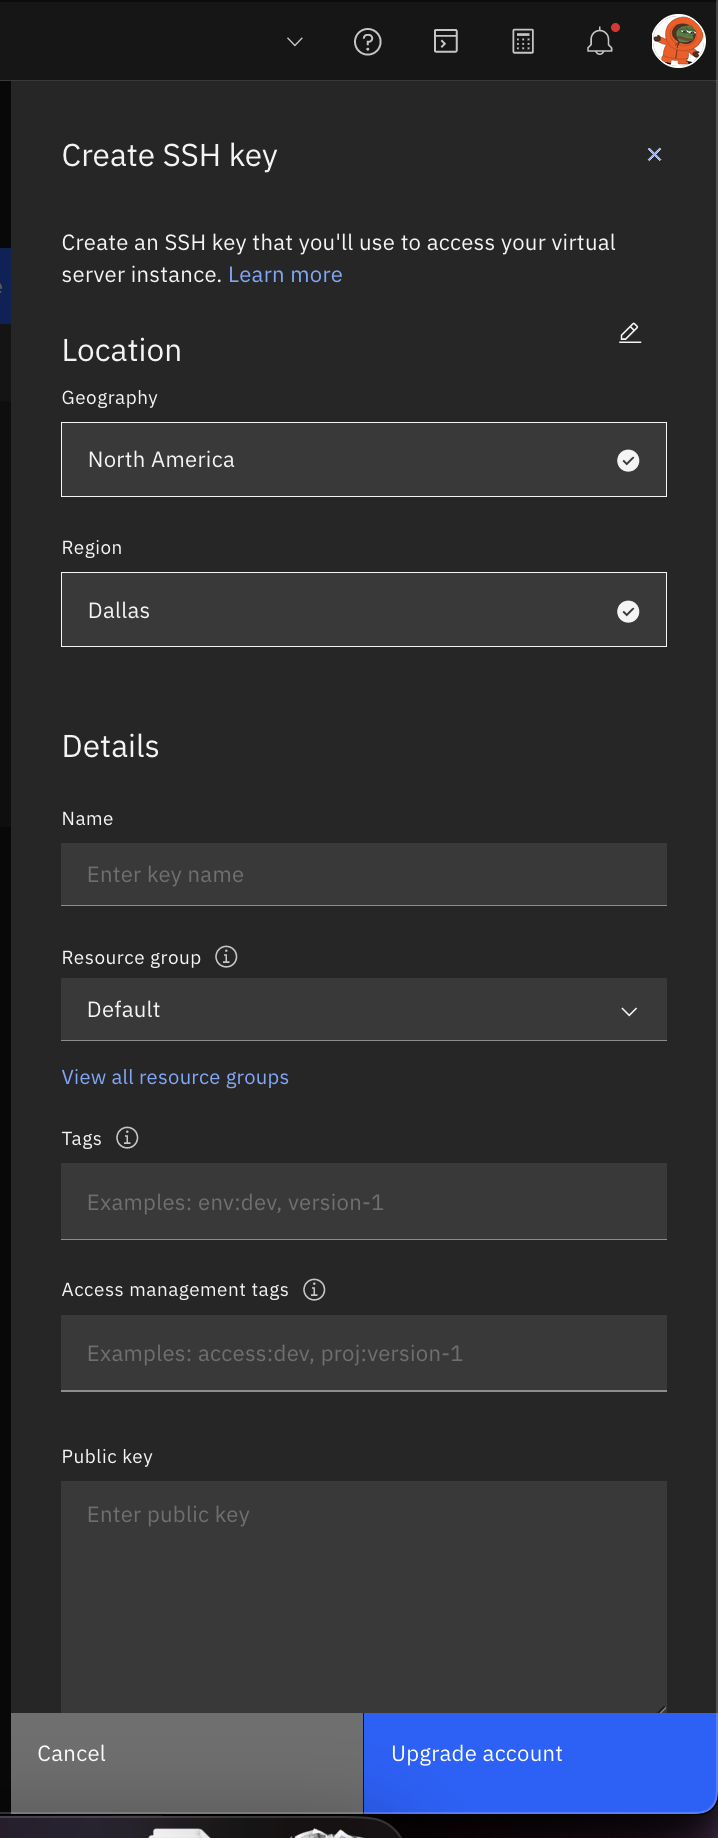 Create SSH key
Create an SSH key that you'll use to access your virtual
server instance. Learn more
Location
Geography
North America
Region
Dallas
Details
Name
Enter key name
Resource group
Default
View all resource groups
Tags
Examples: env:dev, version-1
Access management tags
Examples: access:dev, proj:version-1
Public key
Enter public key
Cancel
Upgrade account